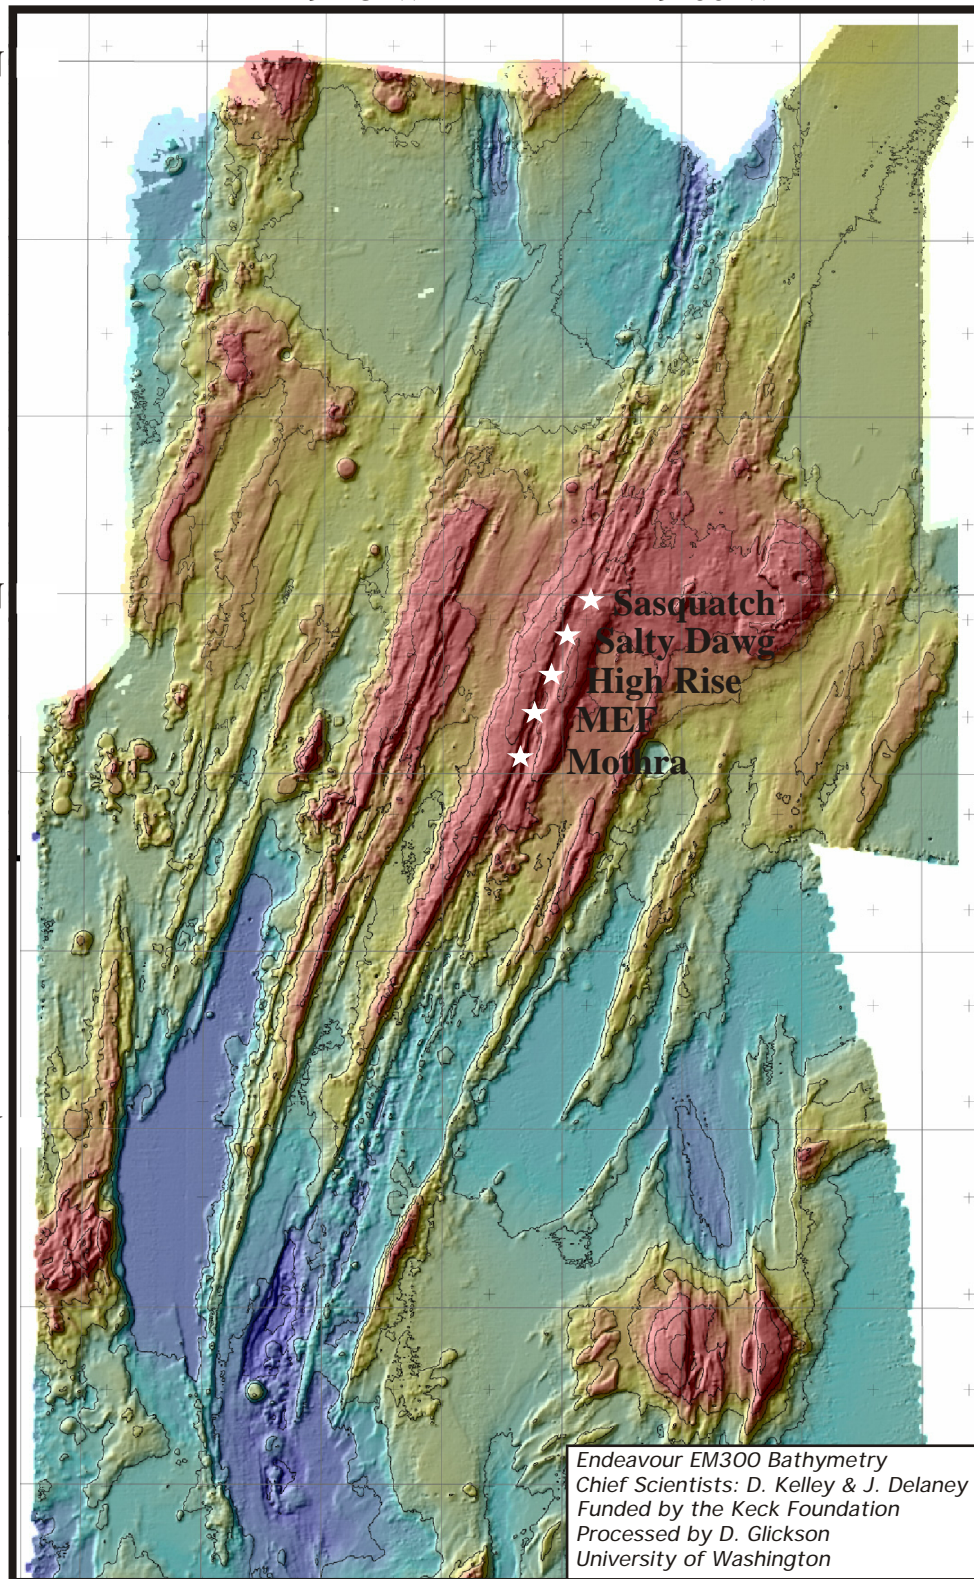 Sasquatch
Salty Dawg
High Rise
MEF
Mothra
Endeavour EM300 Bathymetry
Chief Scientists: D. Kelley & J. Delaney
Funded by the Keck Foundation
Processed by D. Glickson
University of Washington